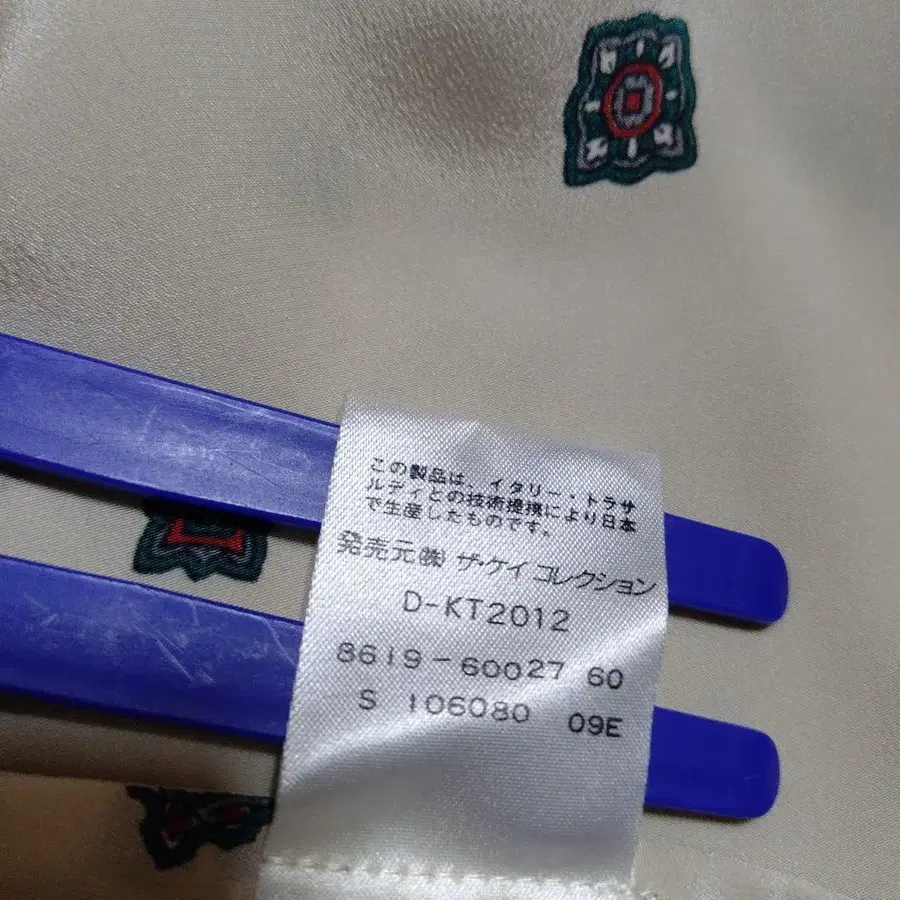 この製品は、イタリー・トラサ
ルディとの技術提携により日本
で生産したものです。
発売元㈱ ザ・ケイ コレクション
D-KT2012
8619-60027 60
S 106080 09E